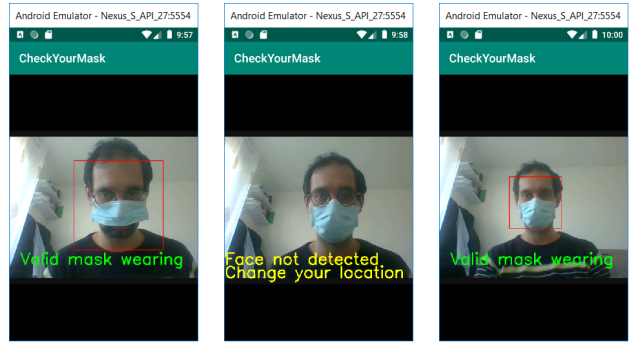 Android Emulator - Nexus_S_API_27:5554
9:57
CheckYourMask
Valid mask wearing
Android Emulator - Nexus_S_API_27:5554
9:58
CheckYourMask
Face not detected
Change your location
Android Emulator - Nexus_S_API_27:5554
10:00
CheckYourMask
Valid mask wearing